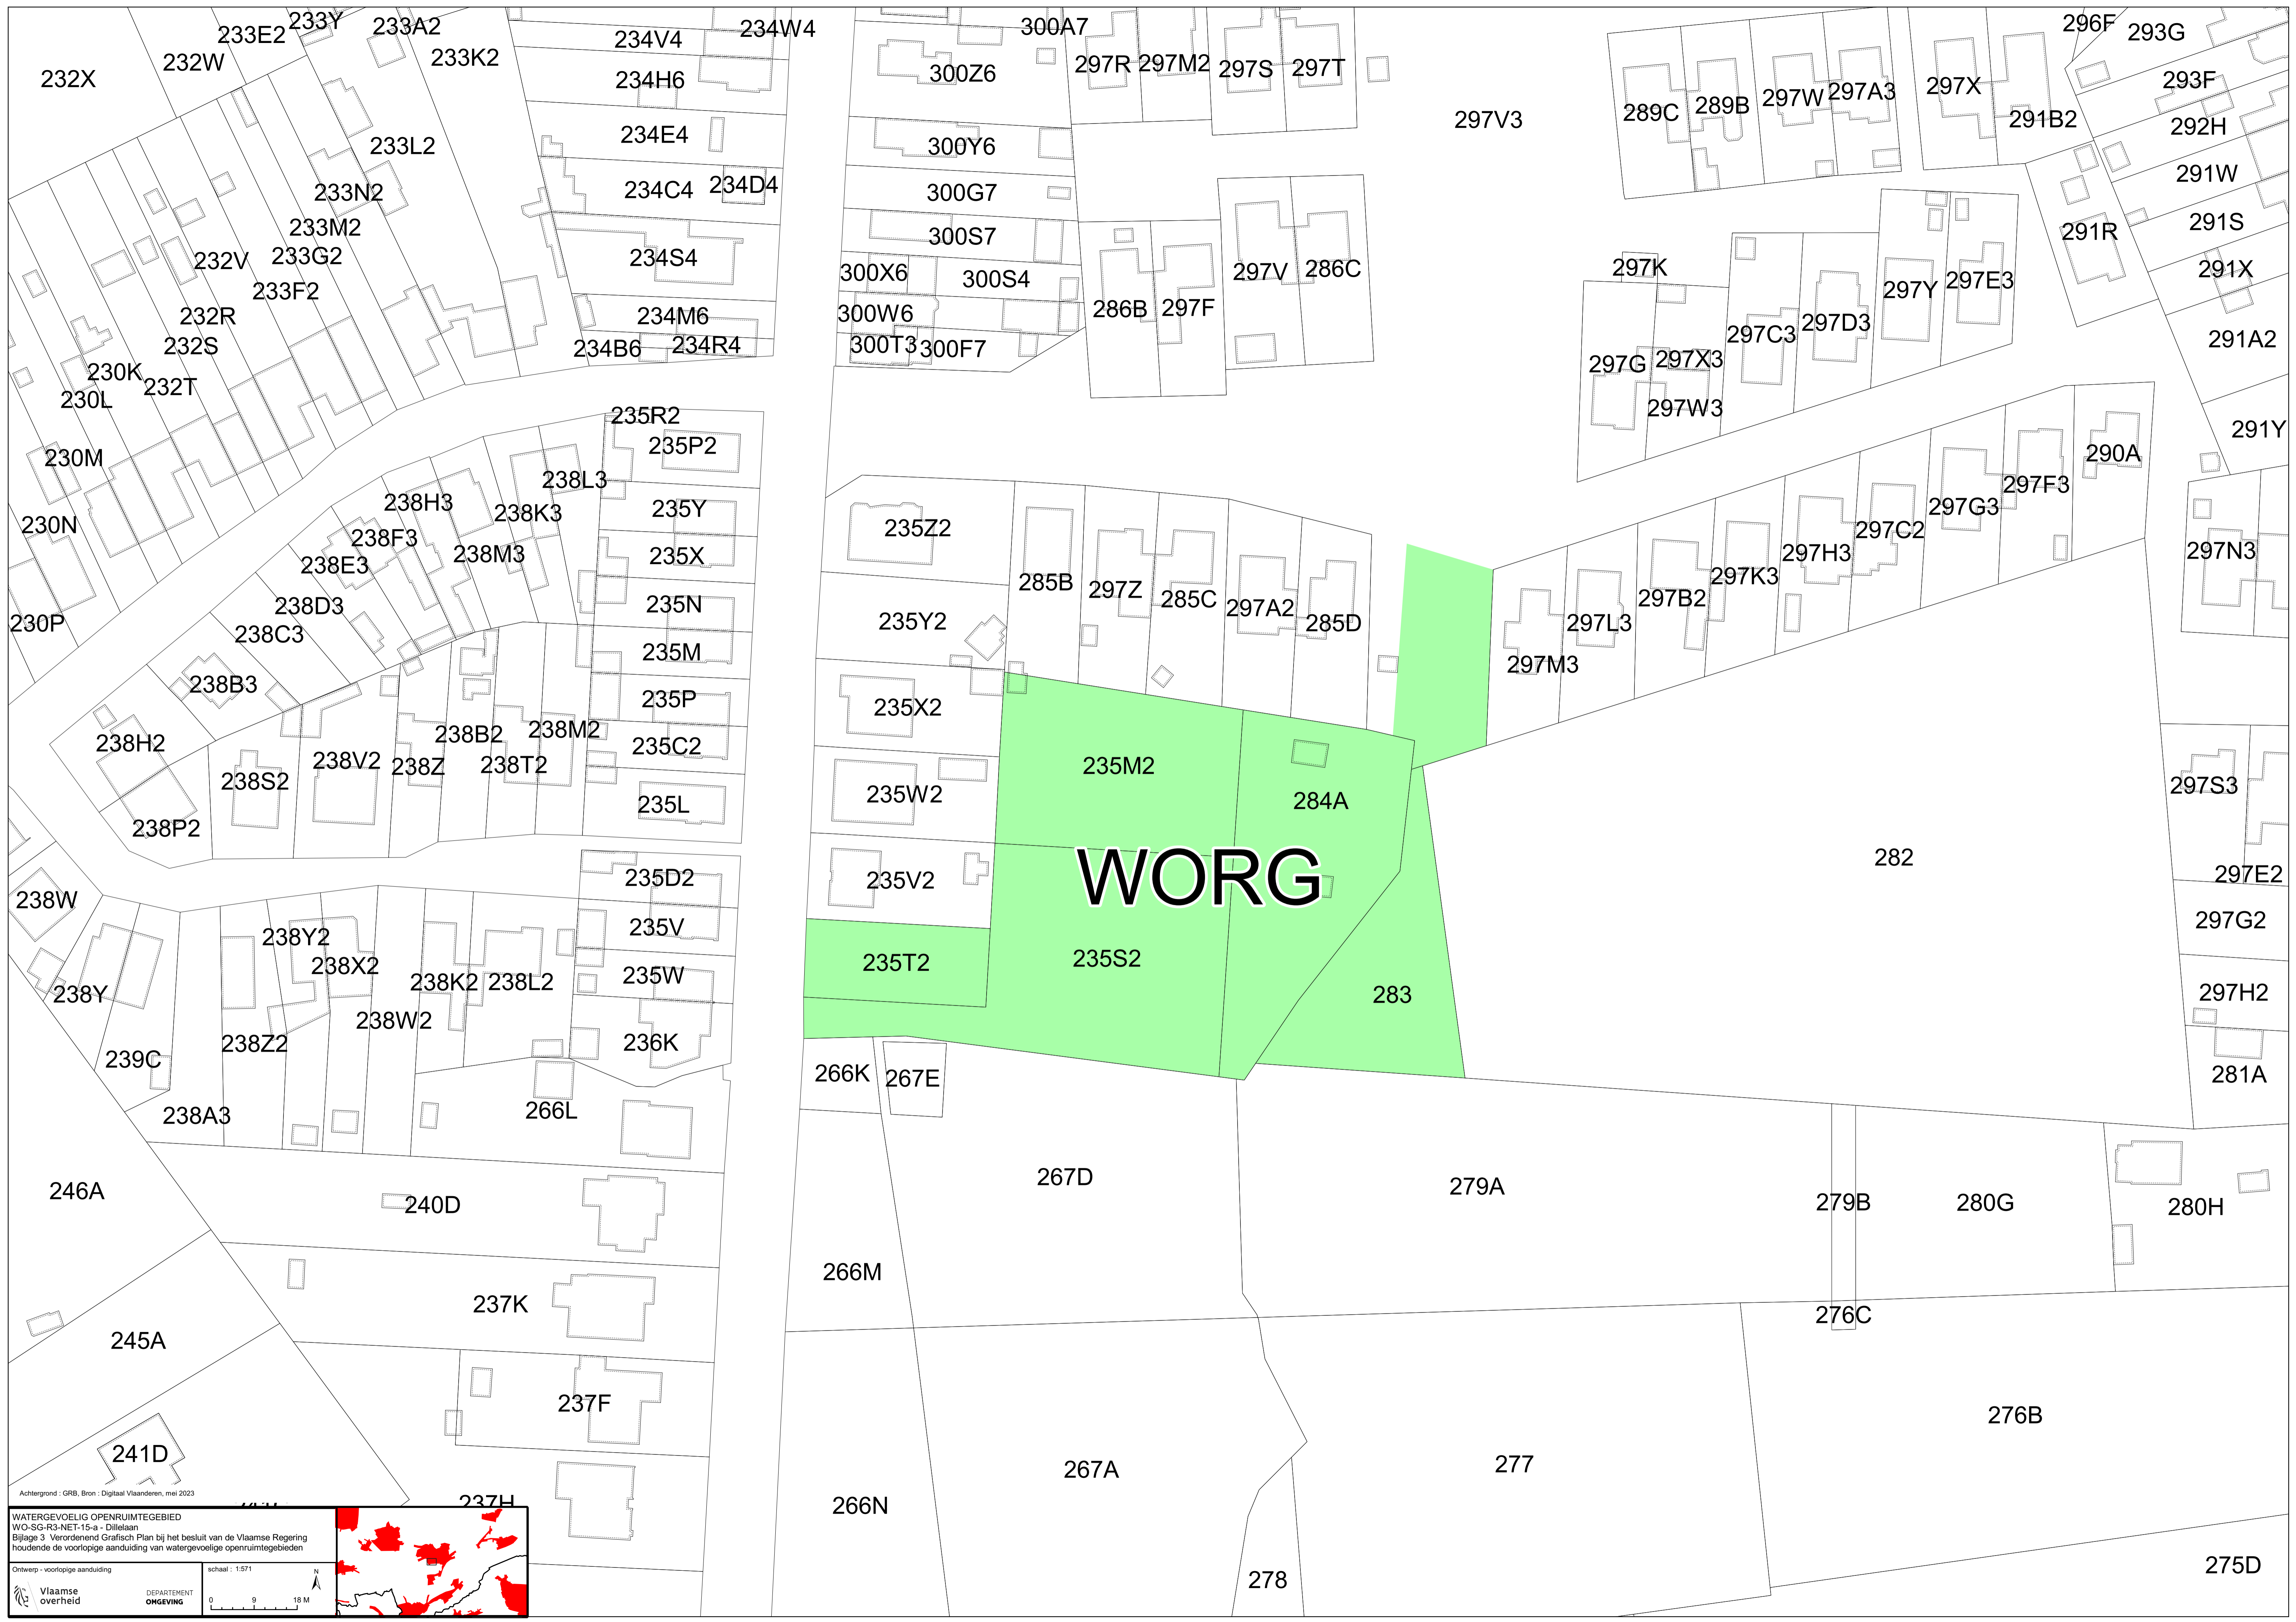 233Y
233A2
234W4
300A7
296F
293G
233E2
234V4
233K2
232W
232X
234H6
300Z6
297R
297M2
297S
297T
293F
297X
297A3
297W
289B
289C
297V3
291B2
292H
234E4
233L2
300Y6
291W
233N2
234C4
234D4
300G7
233M2
291S
291R
300S7
233G2
232V
234S4
297K
297V
286C
291X
300X6
300S4
297E3
297Y
233F2
232R
234M6
300W6
286B
297F
297D3
297C3
291A2
232S
234B6
234R4
300T3
300F7
297G
297X3
230K
232T
230L
297W3
235R2
291Y
235P2
290A
230M
238L3
238H3
297F3
235Y
238K3
297G3
230N
235Z2
297C2
238F3
238M3
235X
297H3
297N3
238E3
285B
297Z
285C
297K3
235N
238D3
297A2
297B2
230P
238C3
235Y2
285D
297L3
235M
297M3
238B3
235P
235X2
238M2
238B2
238H2
235C2
238V2
238Z
238T2
235M2
238S2
297S3
235W2
235L
284A
238P2
282
WORG
235D2
235V2
297E2
238W
235V
297G2
238Y2
238X2
235T2
235S2
235W
238K2
238L2
283
297H2
238Y
238W2
238Z2
236K
239C
266K
267E
281A
266L
238A3
267D
279A
246A
279B
280G
280H
240D
266M
237K
276C
245A
237F
276B
241D
267A
277
Achtergrond : GRB, Bron : Digitaal Vlaanderen, mei 2023
237H
266N
WATERGEVOELIG OPENRUIMTEGEBIED
WO-SG-R3-NET-15-a - Dillelaan
Bijlage 3 Verordenend Grafisch Plan bij het besluit van de Vlaamse Regering
houdende de voorlopige aanduiding van watergevoelige openruimtegebieden
275D
278
Ontwerp - voorlopige aanduiding
schaal : 1:571
N
Vlaamse
overheid
DEPARTEMENT
OMGEVING
0 9 18 M